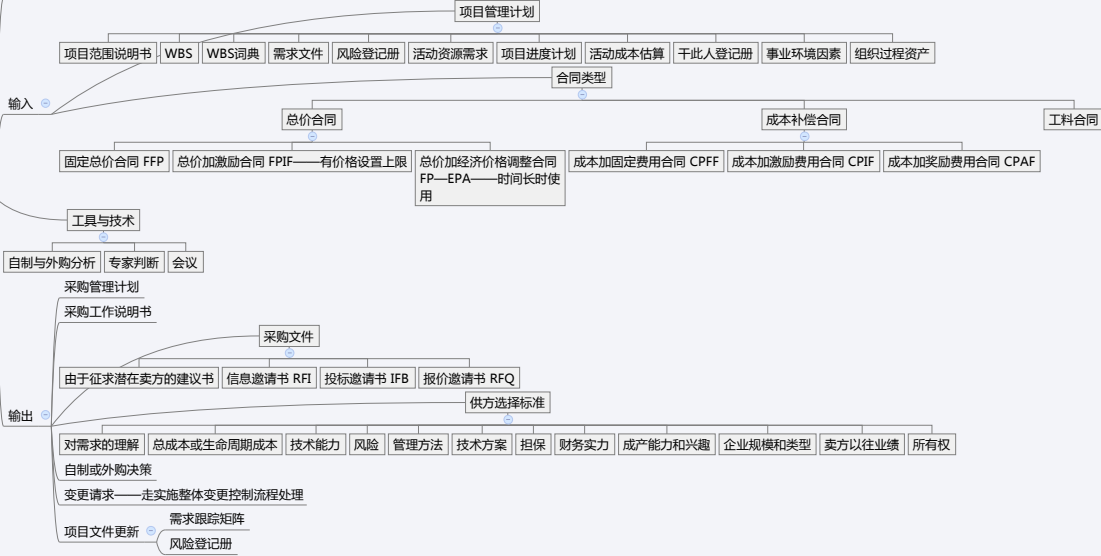 项目管理计划
项目范围说明书
WBS
WBS词典
需求文件
风险登记册
活动资源需求
项目进度计划
活动成本估算
干此人登记册
事业环境因素
组织过程资产
合同类型
输入
总价合同
成本补偿合同
工料合同
固定总价合同 FFP
总价加激励合同 FPIF——有价格设置上限
总价加经济价格调整合同
FP—EPA——时间长时使
用
成本加固定费用合同 CPFF
成本加激励费用合同 CPIF
成本加奖励费用合同 CPAF
工具与技术
自制与外购分析
专家判断
会议
采购管理计划
采购工作说明书
采购文件
由于征求潜在卖方的建议书
信息邀请书 RFI
投标邀请书 IFB
报价邀请书 RFQ
供方选择标准
输出
对需求的理解
总成本或生命周期成本
技术能力
风险
管理方法
技术方案
担保
财务实力
成产能力和兴趣
企业规模和类型
卖方以往业绩
所有权
自制或外购决策
变更请求——走实施整体变更控制流程处理
项目文件更新
需求跟踪矩阵
风险登记册